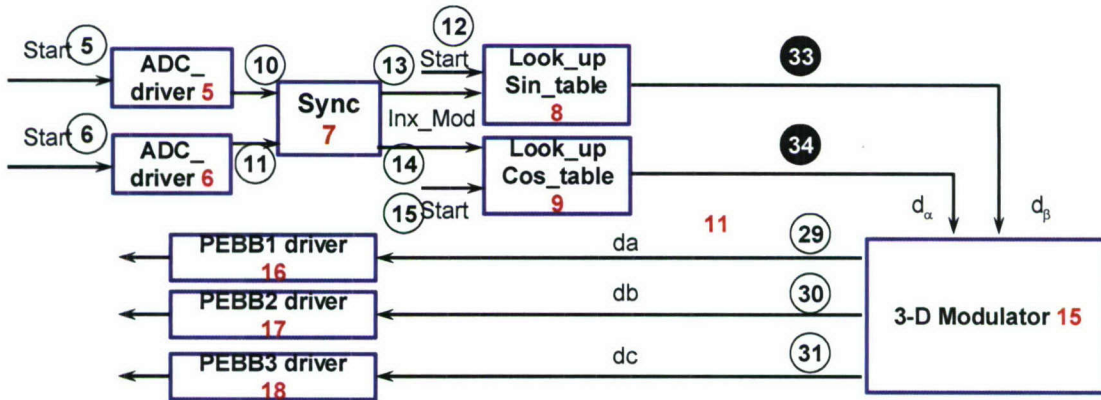 Start 5
ADC_
driver 5
10
Start 6
ADC_
driver 6
11
Sync
7
13
12
Start
Inx_Mod
14
15
Start
Look_up
Sin_table
8
Look_up
Cos_table
9
33
34
dα
dβ
11
PEBB1 driver
16
da
29
PEBB2 driver
17
db
30
PEBB3 driver
18
dc
31
3-D Modulator 15